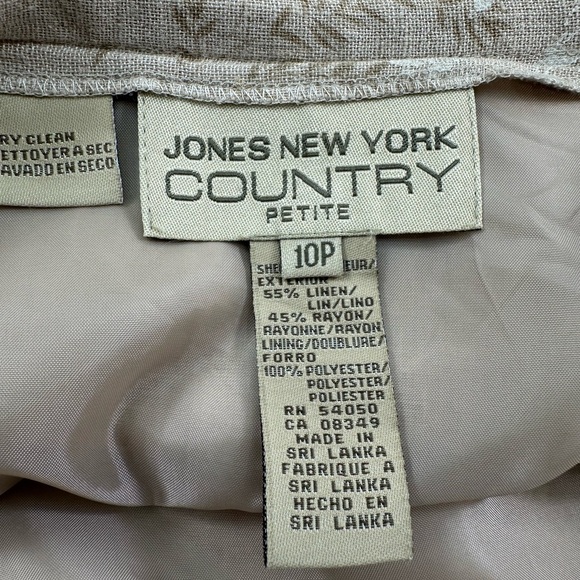 RY CLEAN
ETTOYER A SEC
AVADO EN SECO
JONES NEW YORK
COUNTRY
PETITE
10P
SHE EUR/
EXTERIOR
55% LINEN/
LIN/LINO
45% RAYON/
RAYONNE/RAYON
LINING/DOUBLURE/
FORRO
100% POLYESTER/
POLYESTER/
POLIESTER
RN 54050
CA 08349
MADE IN
SRI LANKA
FABRIQUE A
SRI LANKA
HECHO EN
SRI LANKA